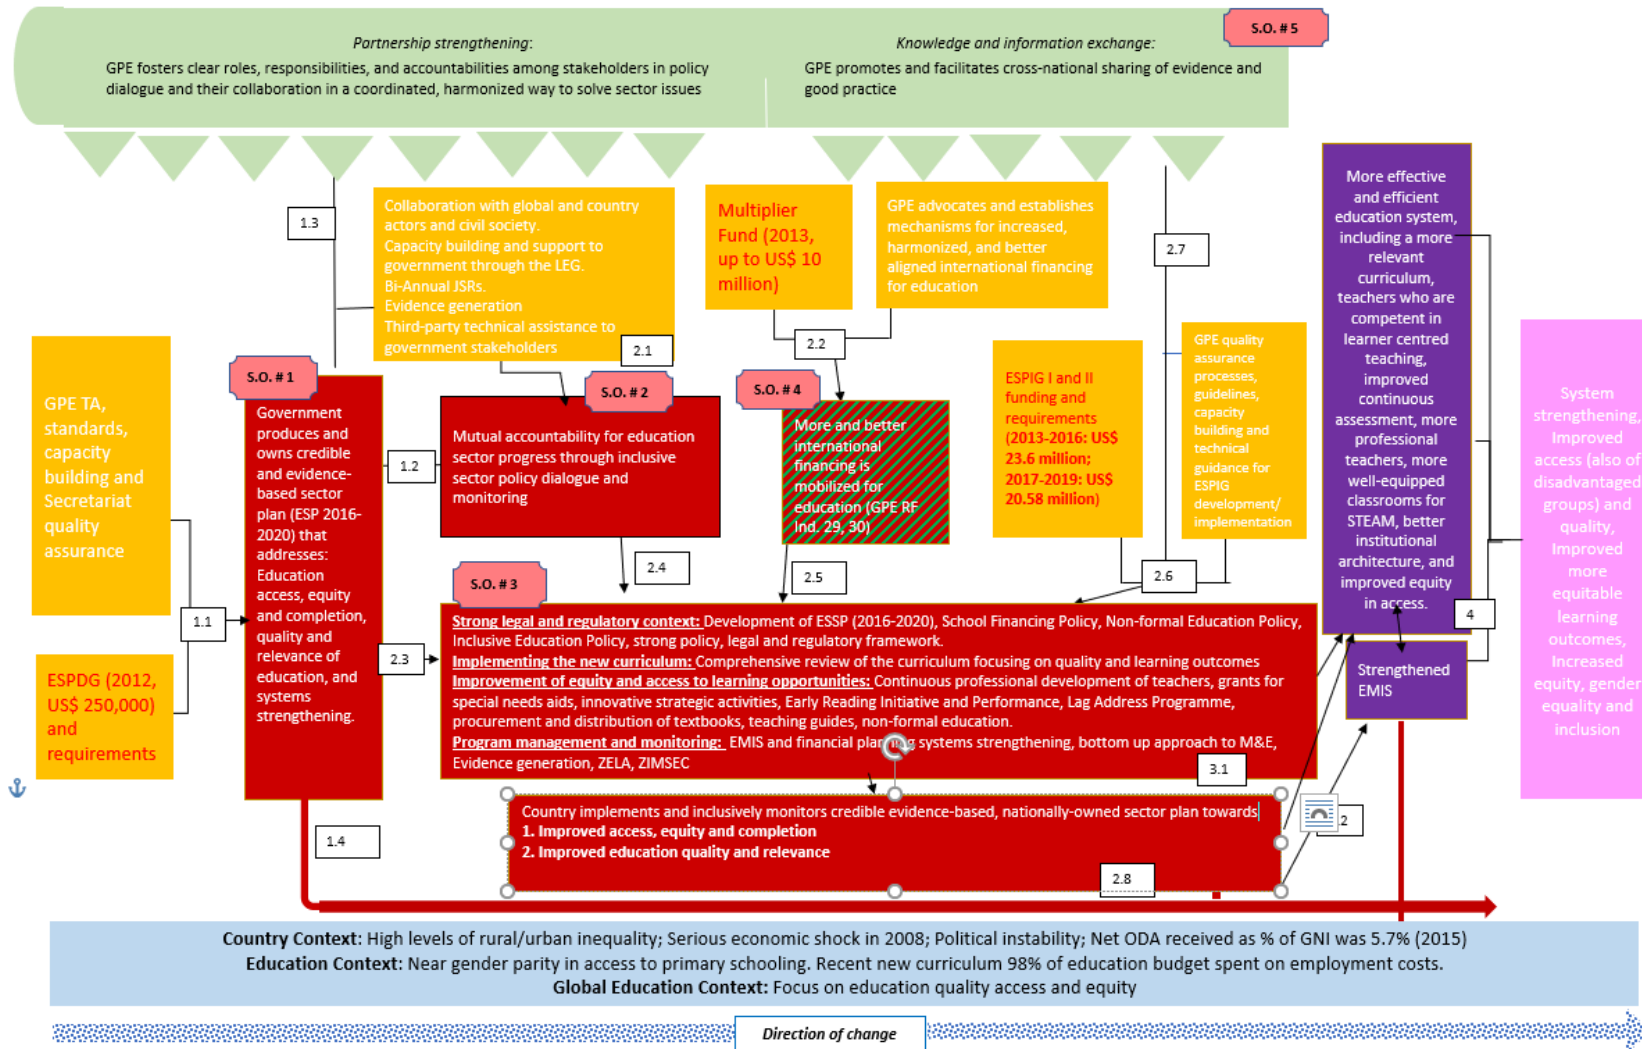 S.O. # 5
Partnership strengthening:
GPE fosters clear roles, responsibilities, and accountabilities among stakeholders in policy
dialogue and their collaboration in a coordinated, harmonized way to solve sector issues
Knowledge and information exchange:
GPE promotes and facilitates cross-national sharing of evidence and
good practice
1.3
Collaboration with global and country
actors and civil society.
Capacity building and support to
government through the LEG.
Bi-Annual JSRs.
Evidence generation
Third-party technical assistance to
government stakeholders
2.1
Multiplier
Fund (2013,
up to US$ 10
million)
GPE advocates and establishes
mechanisms for increased,
harmonized, and better
aligned international financing
for education
2.2
2.7
GPE TA,
standards,
capacity
building and
Secretariat
quality
assurance
ESPDG (2012,
US$ 250,000)
and
requirements
1.1
S.O. # 1
Government
produces and
owns credible
and evidence-
based sector
plan (ESP 2016-
2020) that
addresses:
Education
access, equity
and completion,
quality and
relevance of
education, and
systems
strengthening.
1.2
S.O. # 2
Mutual accountability for education
sector progress through inclusive
sector policy dialogue and
monitoring
2.4
S.O. # 4
More and better
international
financing is
mobilized for
education (GPE RF
Ind. 29, 30)
2.5
ESPIG I and II
funding and
requirements
(2013-2016: US$
23.6 million;
2017-2019: US$
20.58 million)
GPE quality
assurance
processes,
guidelines,
capacity
building and
technical
guidance for
ESPIG
development/
implementation
2.6
2.3
S.O. # 3
Strong legal and regulatory context: Development of ESSP (2016-2020), School Financing Policy, Non-formal Education Policy,
Inclusive Education Policy, strong policy, legal and regulatory framework.
Implementing the new curriculum: Comprehensive review of the curriculum focusing on quality and learning outcomes
Improvement of equity and access to learning opportunities: Continuous professional development of teachers, grants for
special needs aids, innovative strategic activities, Early Reading Initiative and Performance, Lag Address Programme,
procurement and distribution of textbooks, teaching guides, non-formal education.
Program management and monitoring: EMIS and financial planning systems strengthening, bottom up approach to M&E,
Evidence generation, ZELA, ZIMSEC
3.1
Country implements and inclusively monitors credible evidence-based, nationally-owned sector plan towards
1. Improved access, equity and completion
2. Improved education quality and relevance
2.8
.2
1.4
More effective
and efficient
education system,
including a more
relevant
curriculum,
teachers who are
competent in
learner centred
teaching,
improved
continuous
assessment, more
professional
teachers, more
well-equipped
classrooms for
STEAM, better
institutional
architecture, and
improved equity
in access.
Strengthened
EMIS
4
System
strengthening,
Improved
access (also of
disadvantaged
groups) and
quality,
Improved
more
equitable
learning
outcomes,
Increased
equity, gender
equality and
inclusion
Country Context: High levels of rural/urban inequality; Serious economic shock in 2008; Political instability; Net ODA received as % of GNI was 5.7% (2015)
Education Context: Near gender parity in access to primary schooling. Recent new curriculum 98% of education budget spent on employment costs.
Global Education Context: Focus on education quality access and equity
Direction of change